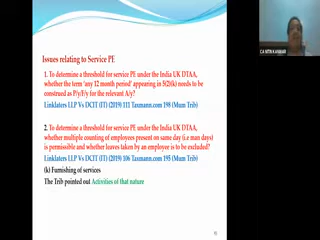 CA NITIN KANWAR
Issues relating to Service PE
1. To determine a threshold for service PE under the India UK DTAA,
whether the term 'any 12 month period' appearing in 5(2)(k) needs to be
construed as P/y/F/y for the relevant A/y?
Linklaters LLP Vs DCIT (IT) (2019) 111 Taxmann.com 198 (Mum Trib)
2. To determine a threshold for service PE under the India UK DTAA,
whether multiple counting of employees present on same day (i.e man days)
is permissible and whether leaves taken by an employee is to be excluded?
Linklaters LLP Vs DCIT (IT) (2019) 106 Taxmann.com 195 (Mum Trib)
(k) Furnishing of services
The Trib pointed out Activities of that nature